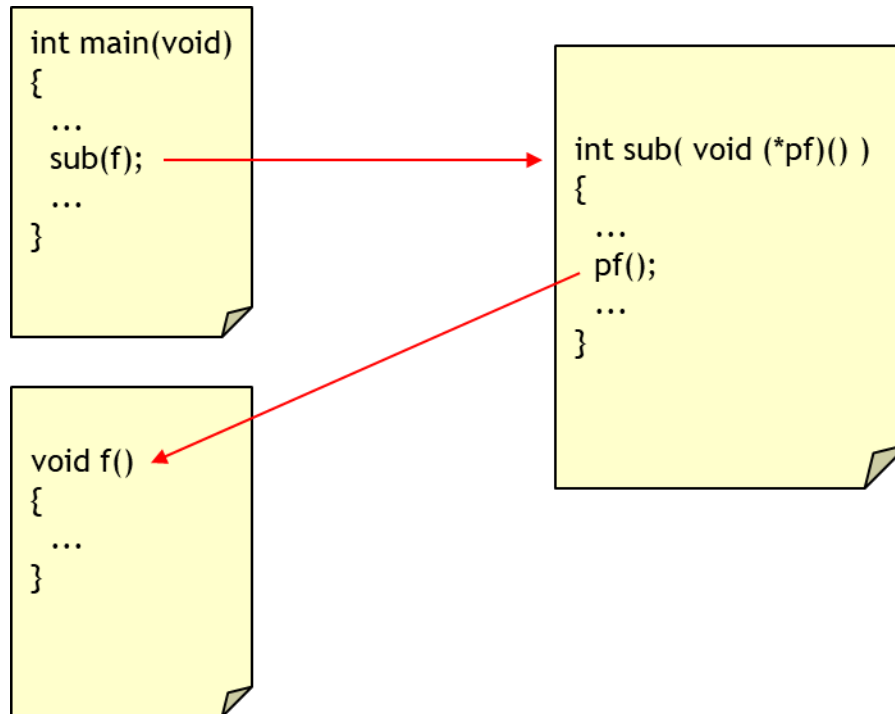 int main(void)
{
...
sub(f);
...
}
int sub( void (*pf)() )
{
...
pf();
...
}
void f()
{
...
}